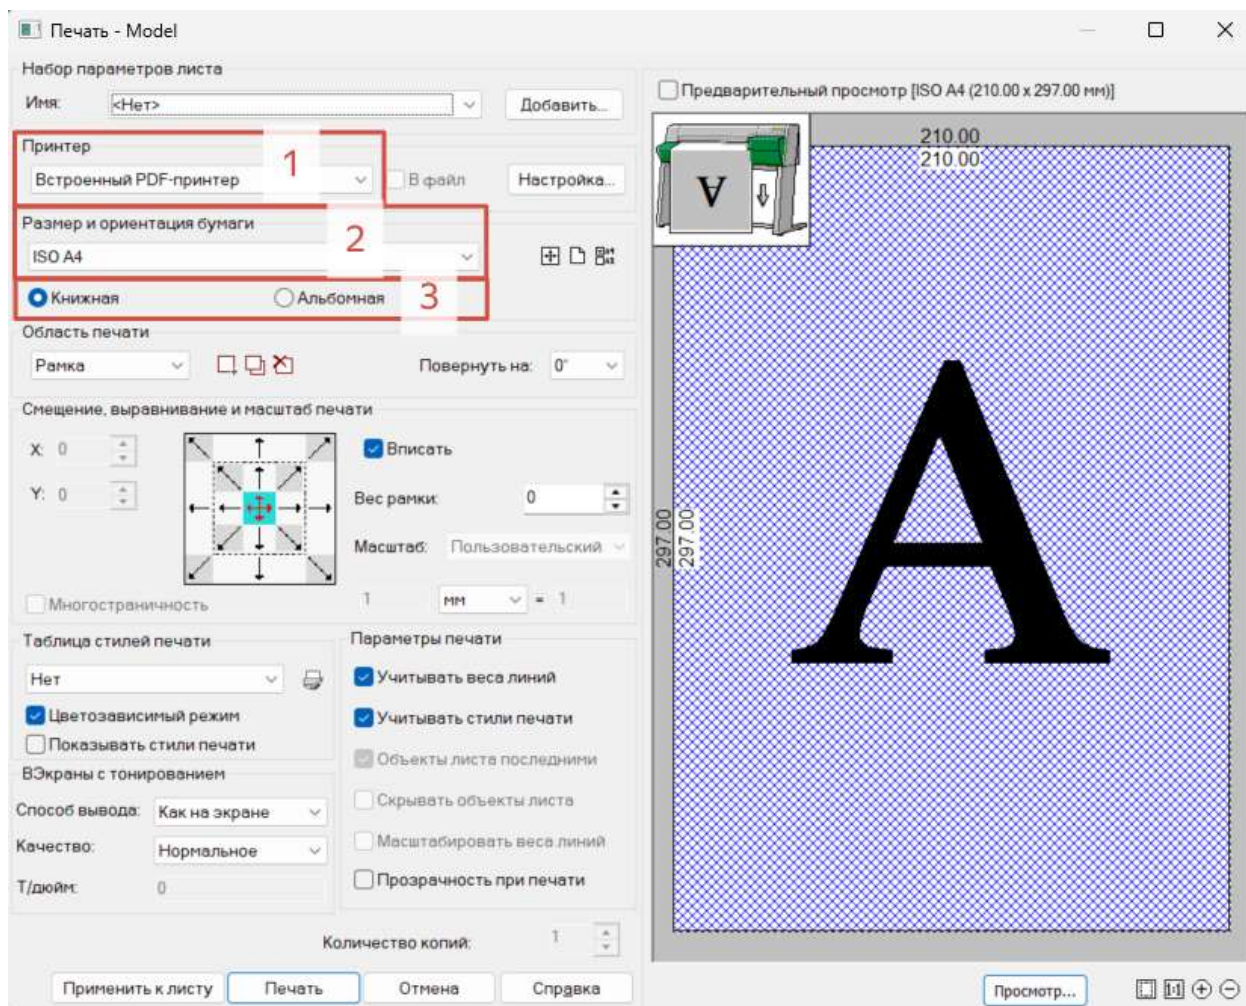 Печать - Model
Набор параметров листа
Имя: <Нет> Добавить...
Принтер
1
Встроенный PDF-принтер В файл Настройка...
Размер и ориентация бумаги
2
ISO A4
Книжная Альбомная 3
Область печати
Рамка Повернуть на: 0°
Смещение, выравнивание и масштаб печати
X: 0 Вписать
Y: 0 Вес рамки: 0
Масштаб: Пользовательский
Многостраничность 1 мм = 1
Таблица стилей печати
Нет
Цветозависимый режим
Показывать стили печати
ВЭкраны с тонированием
Способ вывода: Как на экране
Качество: Нормальное
Т/дюйм: 0
Параметры печати
Учитывать веса линий
Учитывать стили печати
Объекты листа последними
Скрывать объекты листа
Масштабировать веса линий
Прозрачность при печати
Количество копий: 1
Применить к листу Печать Отмена Справка
Предварительный просмотр [ISO A4 (210.00 x 297.00 мм)]
210.00
210.00
A
297.00
297.00
A
Просмотр... 1:1